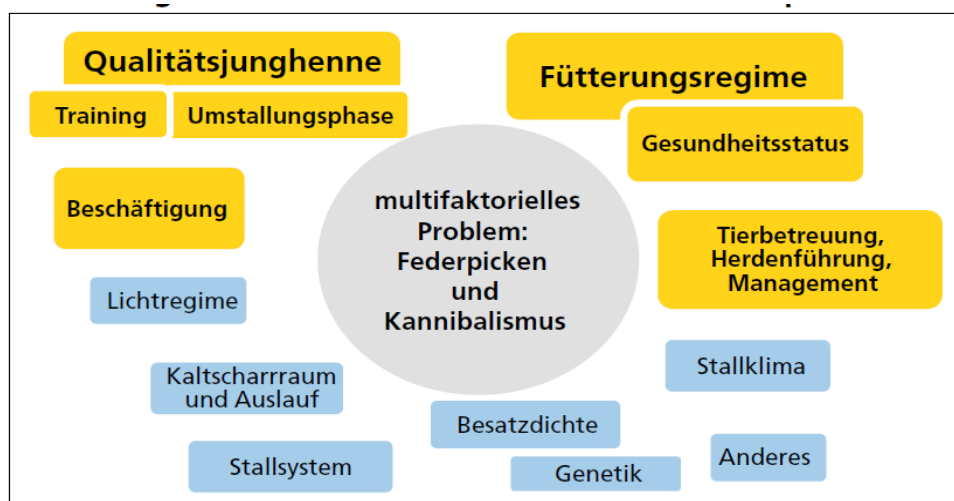 Qualitätsjunghenne
Training
Umstallungsphase
Fütterungsregime
Gesundheitsstatus
Beschäftigung
multifaktorielles
Problem:
Federpicken
und
Kannibalismus
Tierbetreuung,
Herdenführung,
Management
Lichtregime
Kaltscharrraum
und Auslauf
Stallklima
Besatzdichte
Stallsystem
Genetik
Anderes